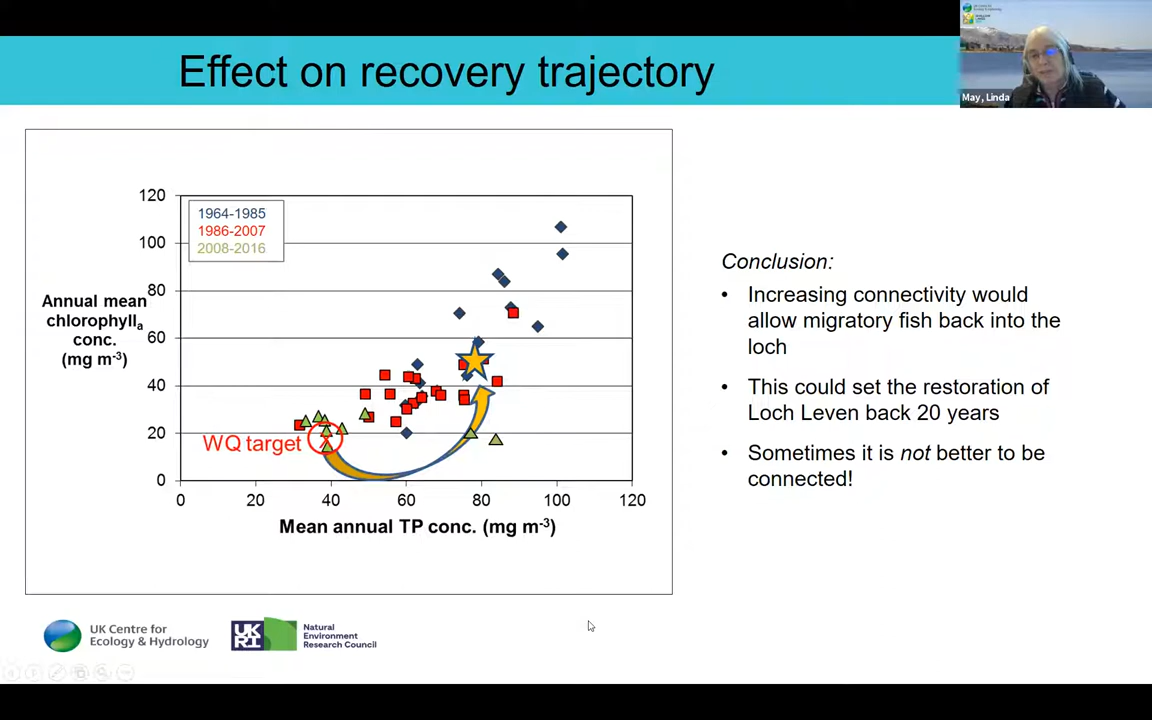 Effect on recovery trajectory
May, Linda
120
100
80
60
40
20
0
1964-1985
1986-2007
2008-2016
Annual mean
chlorophylla
conc.
(mg m-3)
WQ target
0 20 40 60 80 100 120
Mean annual TP conc. (mg m-3)
Conclusion:
• Increasing connectivity would
allow migratory fish back into the
loch
• This could set the restoration of
Loch Leven back 20 years
• Sometimes it is not better to be
connected!
UK Centre for
Ecology & Hydrology
UKRI
Natural
Environment
Research Council